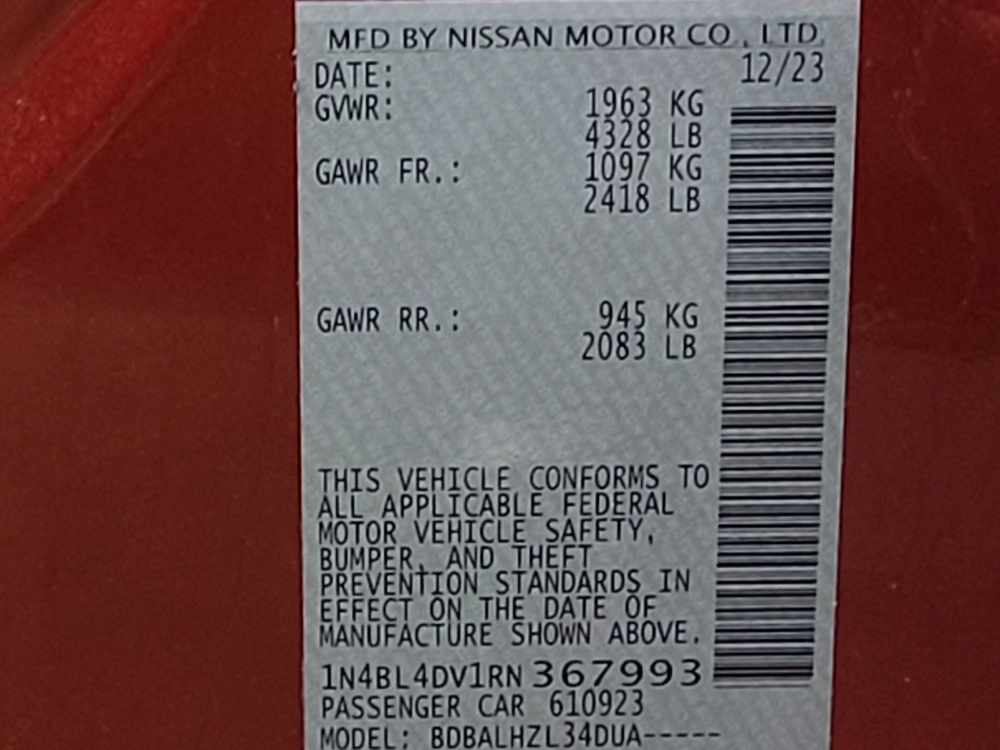 MFD BY NISSAN MOTOR CO., LTD.
DATE: 12/23
GVWR: 1963 KG
4328 LB
GAWR FR.: 1097 KG
2418 LB
GAWR RR.: 945 KG
2083 LB
THIS VEHICLE CONFORMS TO
ALL APPLICABLE FEDERAL
MOTOR VEHICLE SAFETY,
BUMPER, AND THEFT
PREVENTION STANDARDS IN
EFFECT ON THE DATE OF
MANUFACTURE SHOWN ABOVE.
1N4BL4DV1RN367993
PASSENGER CAR 610923
MODEL: BDBALHZL34DUA-----